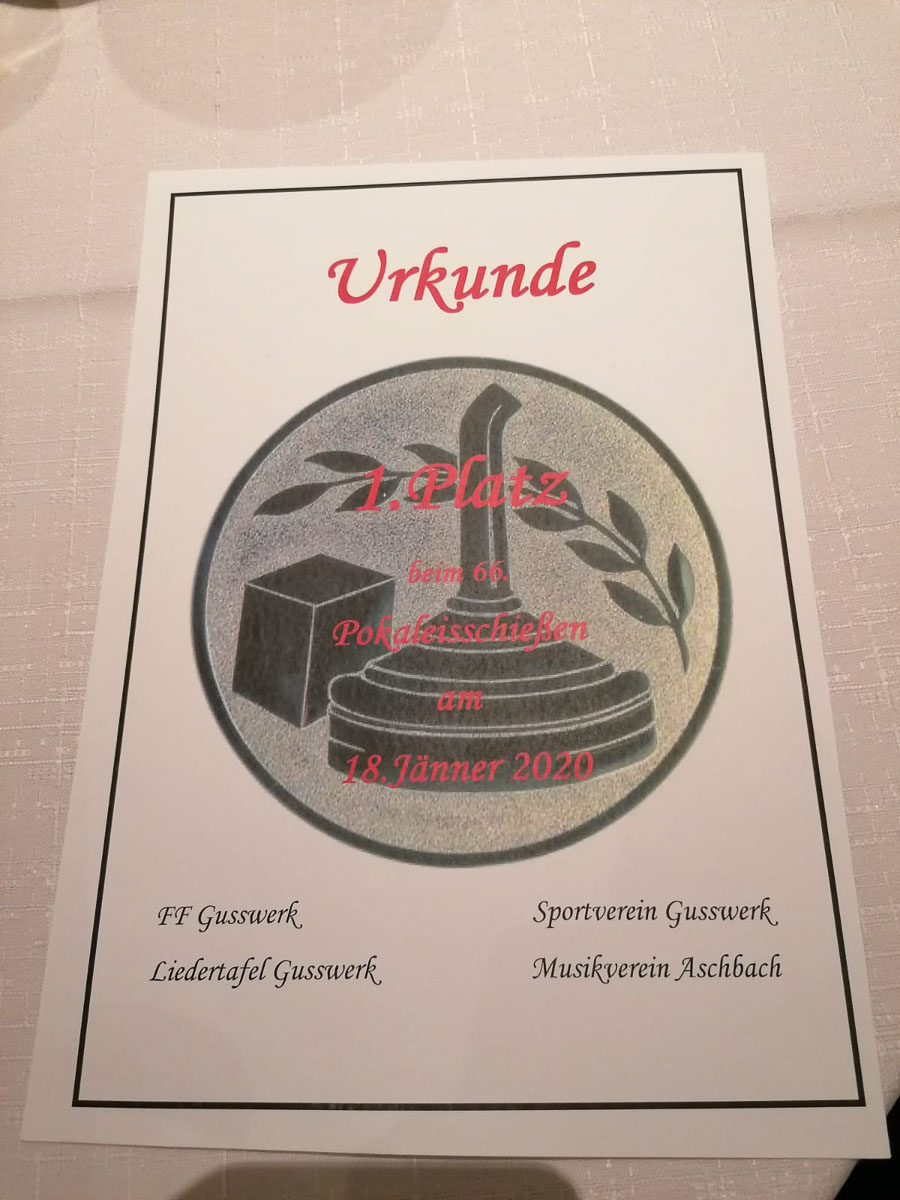 Urkunde
1.Platz
beim 66.
Pokaleisschießen
am
18.Jänner 2020
FF Gusswerk
Sportverein Gusswerk
Liedertafel Gusswerk
Musikverein Aschbach